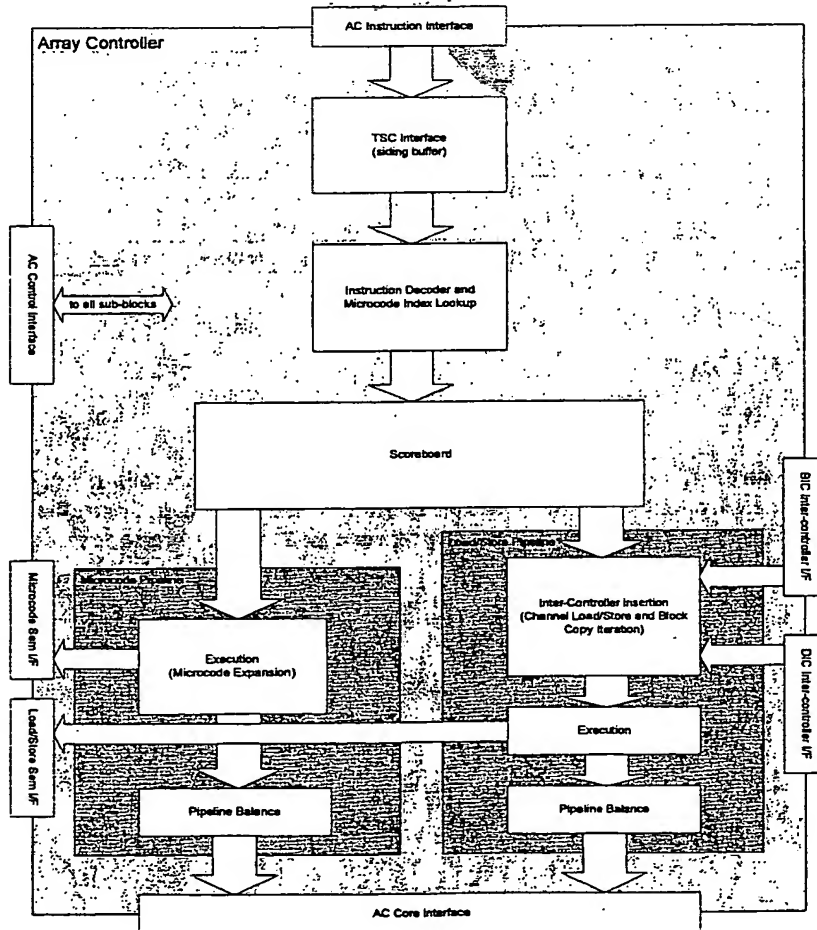 AC Instruction Interface
Array Controller
TSC Interface
(siding buffer)
AC Control Interface
to all sub-blocks
Instruction Decoder and
Microcode Index Lookup
Scoreboard
BIC Inter-controller I/F
Load/Store Pipeline
Microcode Pipeline
Inter-Controller Insertion
(Channel Load/Store and Block
Copy Iteration)
Microcode Sem I/F
Execution
(Microcode Expansion)
DIC Inter-controller I/F
Load/Store Sem I/F
Execution
Pipeline Balance
Pipeline Balance
AC Core Interface